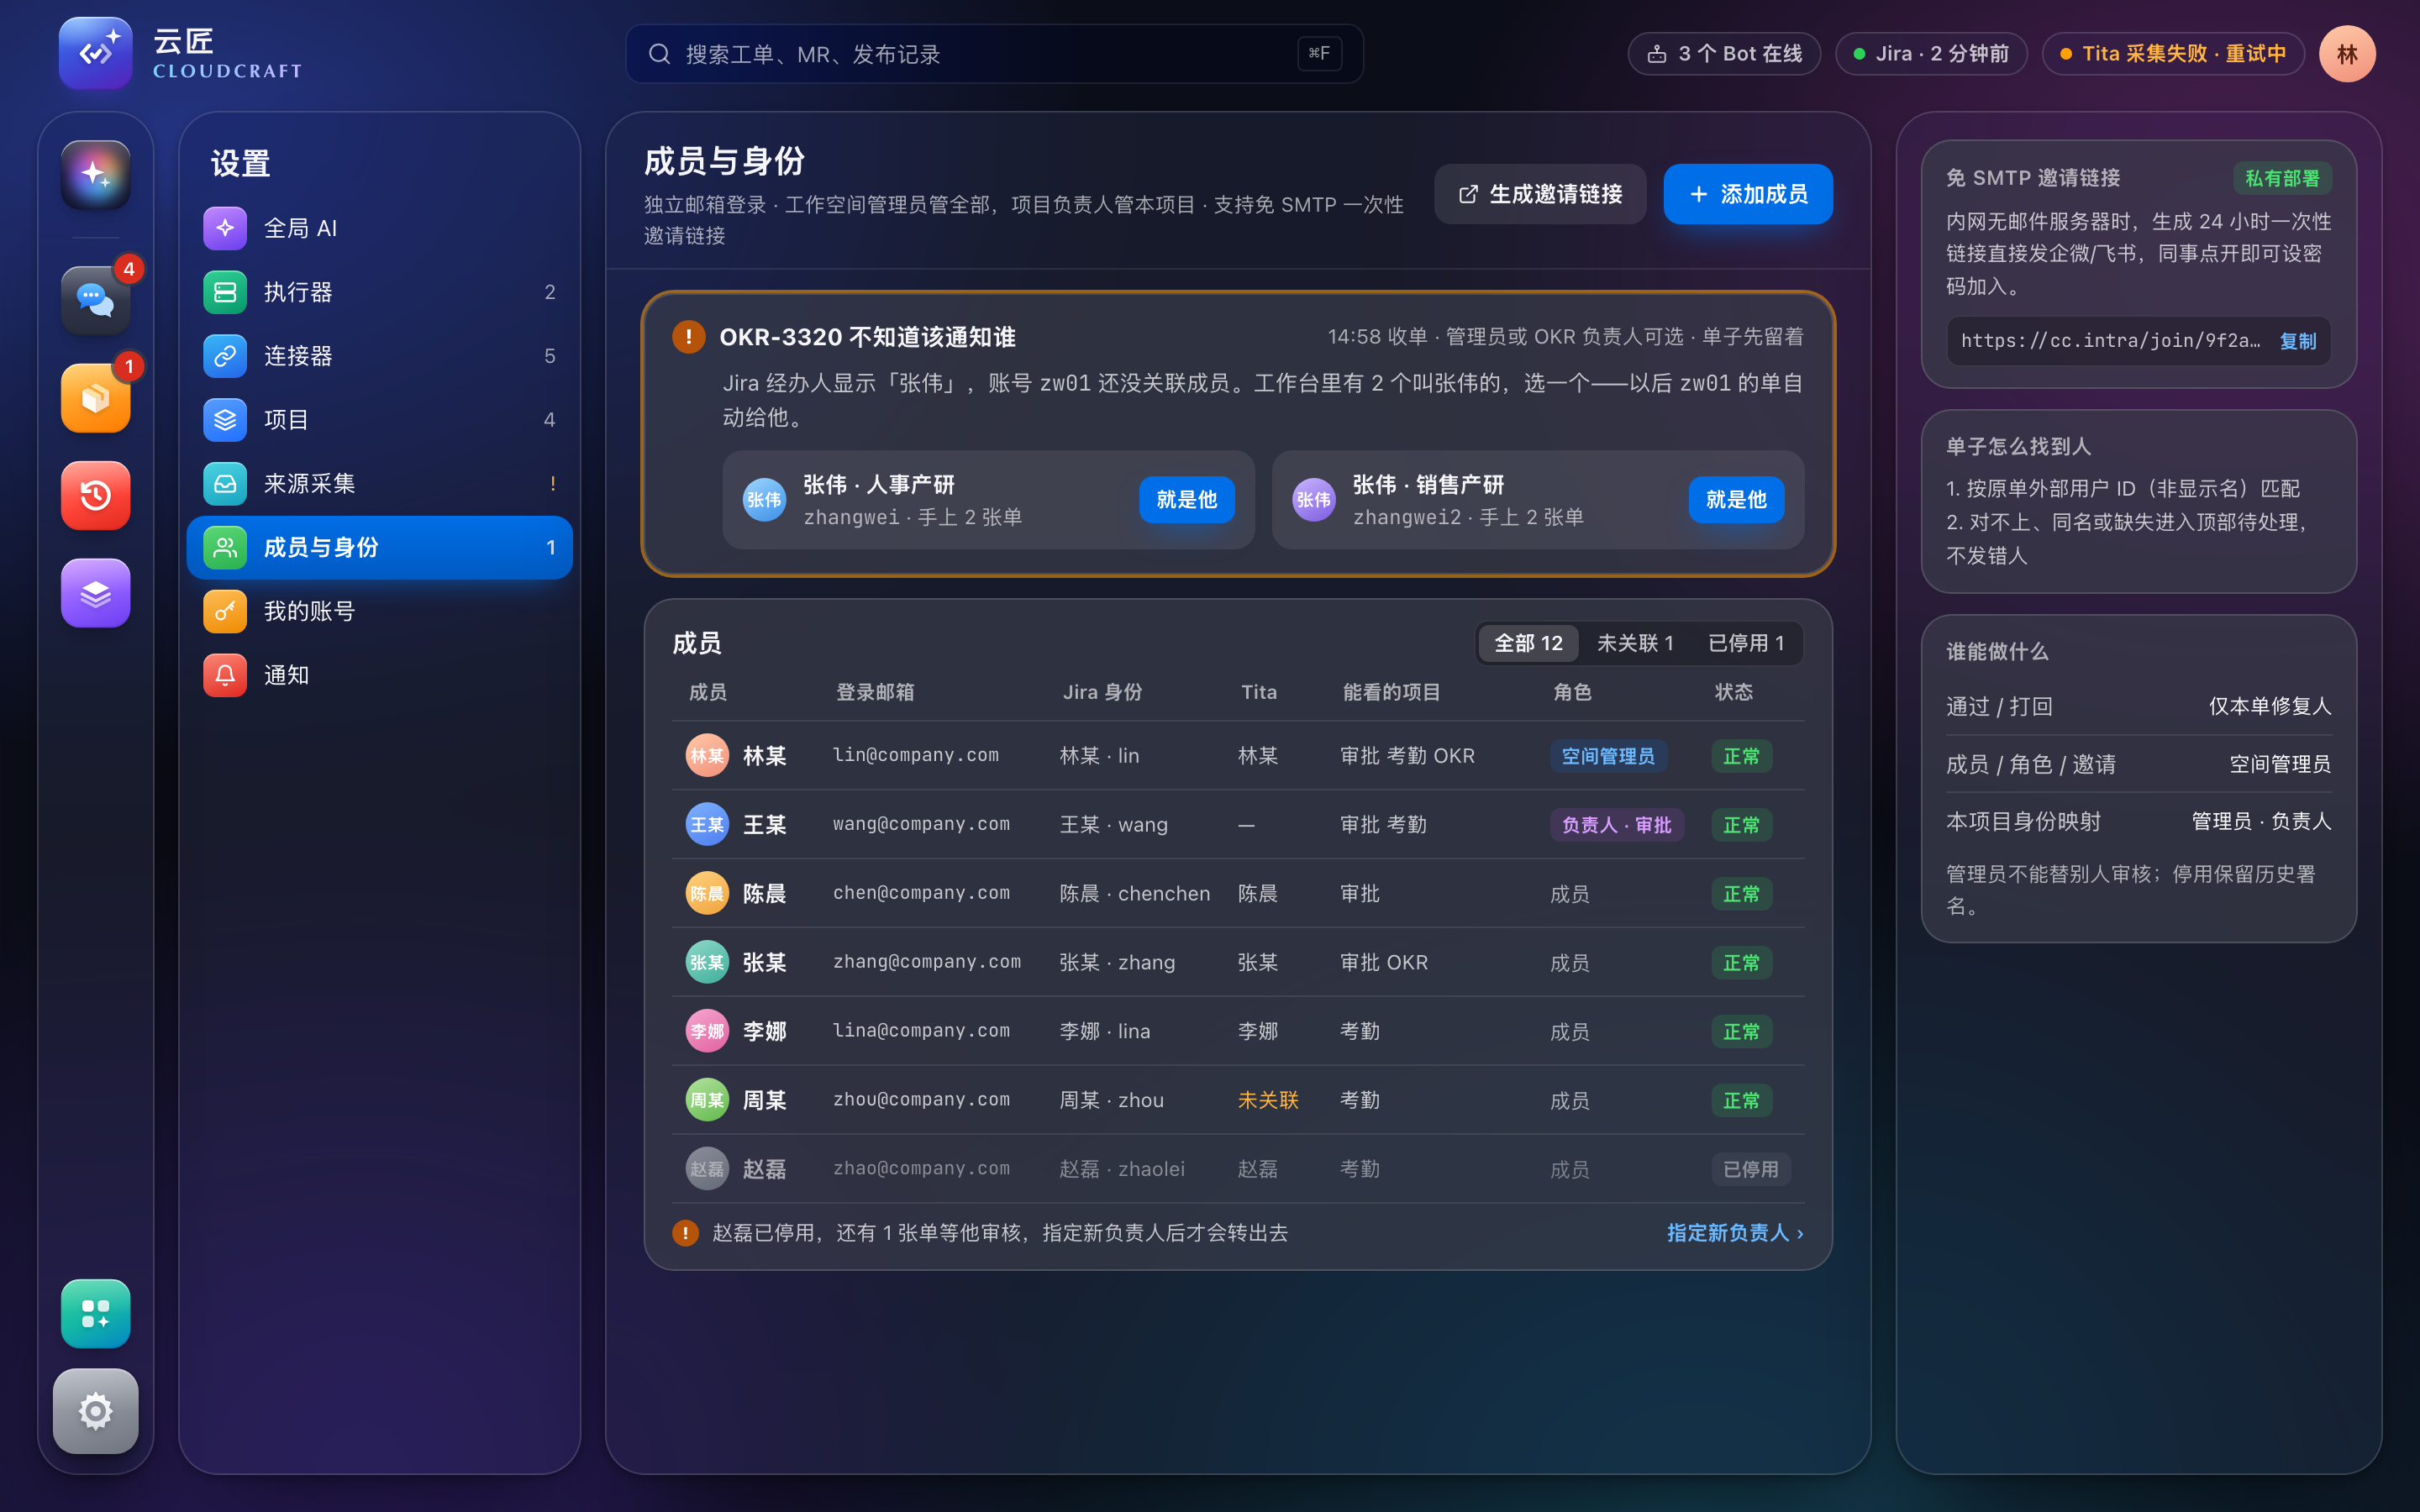 云匠
CLOUDCRAFT
搜索工单、MR、发布记录
⌘F
3 个 Bot 在线
Jira · 2 分钟前
Tita 采集失败 · 重试中
林
4
1
设置
全局 AI
执行器 2
连接器 5
项目 4
来源采集 !
成员与身份 1
我的账号
通知
成员与身份
独立邮箱登录 · 工作空间管理员管全部，项目负责人管本项目 · 支持免 SMTP 一次性
邀请链接
生成邀请链接
添加成员
! OKR-3320 不知道该通知谁 14:58 收单 · 管理员或 OKR 负责人可选 · 单子先留着
Jira 经办人显示「张伟」，账号 zw01 还没关联成员。工作台里有 2 个叫张伟的，选一个——以后 zw01 的单自
动给他。
张伟 张伟 · 人事产研
zhangwei · 手上 2 张单
就是他
张伟 张伟 · 销售产研
zhangwei2 · 手上 2 张单
就是他
成员 全部 12 未关联 1 已停用 1
成员 登录邮箱 Jira 身份 Tita 能看的项目 角色 状态
林某 林某 lin@company.com 林某 · lin 林某 审批 考勤 OKR 空间管理员 正常
王某 王某 wang@company.com 王某 · wang — 审批 考勤 负责人 · 审批 正常
陈晨 陈晨 chen@company.com 陈晨 · chenchen 陈晨 审批 成员 正常
张某 张某 zhang@company.com 张某 · zhang 张某 审批 OKR 成员 正常
李娜 李娜 lina@company.com 李娜 · lina 李娜 考勤 成员 正常
周某 周某 zhou@company.com 周某 · zhou 未关联 考勤 成员 正常
赵磊 赵磊 zhao@company.com 赵磊 · zhaolei 赵磊 考勤 成员 已停用
! 赵磊已停用，还有 1 张单等他审核，指定新负责人后才会转出去 指定新负责人 ›
免 SMTP 邀请链接 私有部署
内网无邮件服务器时，生成 24 小时一次性
链接直接发企微/飞书，同事点开即可设密
码加入。
https://cc.intra/join/9f2a… 复制
单子怎么找到人
1. 按原单外部用户 ID（非显示名）匹配
2. 对不上、同名或缺失进入顶部待处理，
不发错人
谁能做什么
通过 / 打回 仅本单修复人
成员 / 角色 / 邀请 空间管理员
本项目身份映射 管理员 · 负责人
管理员不能替别人审核；停用保留历史署
名。